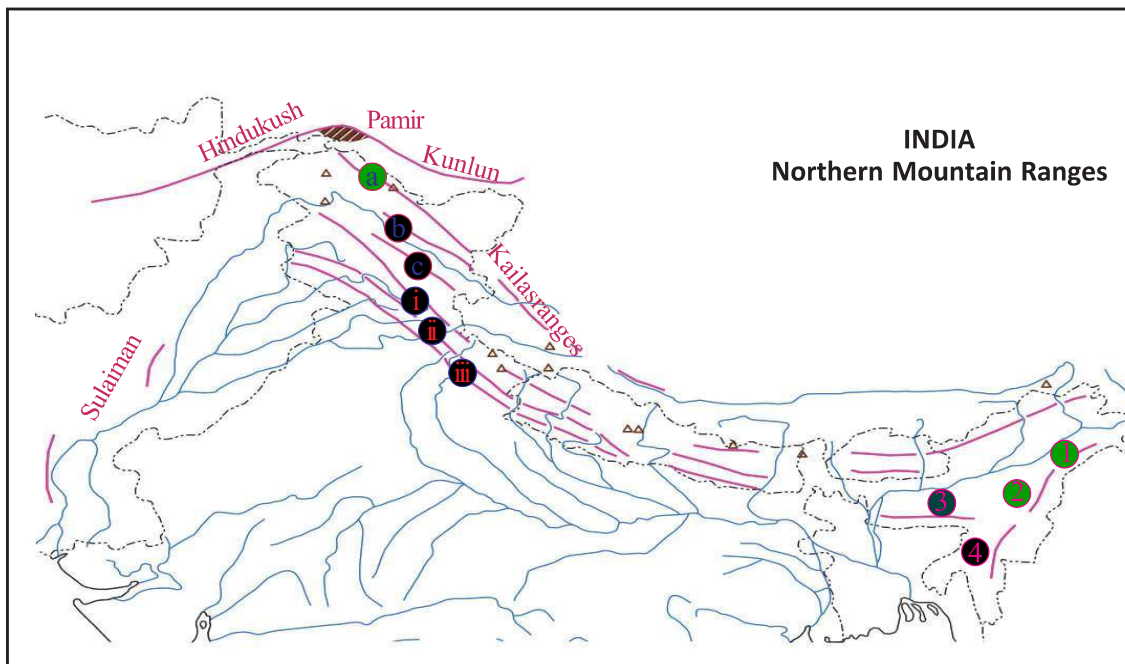 INDIA
Northern Mountain Ranges
Hindukush
Pamir
Kunlun
a
b
c
Kailasranges
i
ii
iii
Sulaiman
1
2
3
4